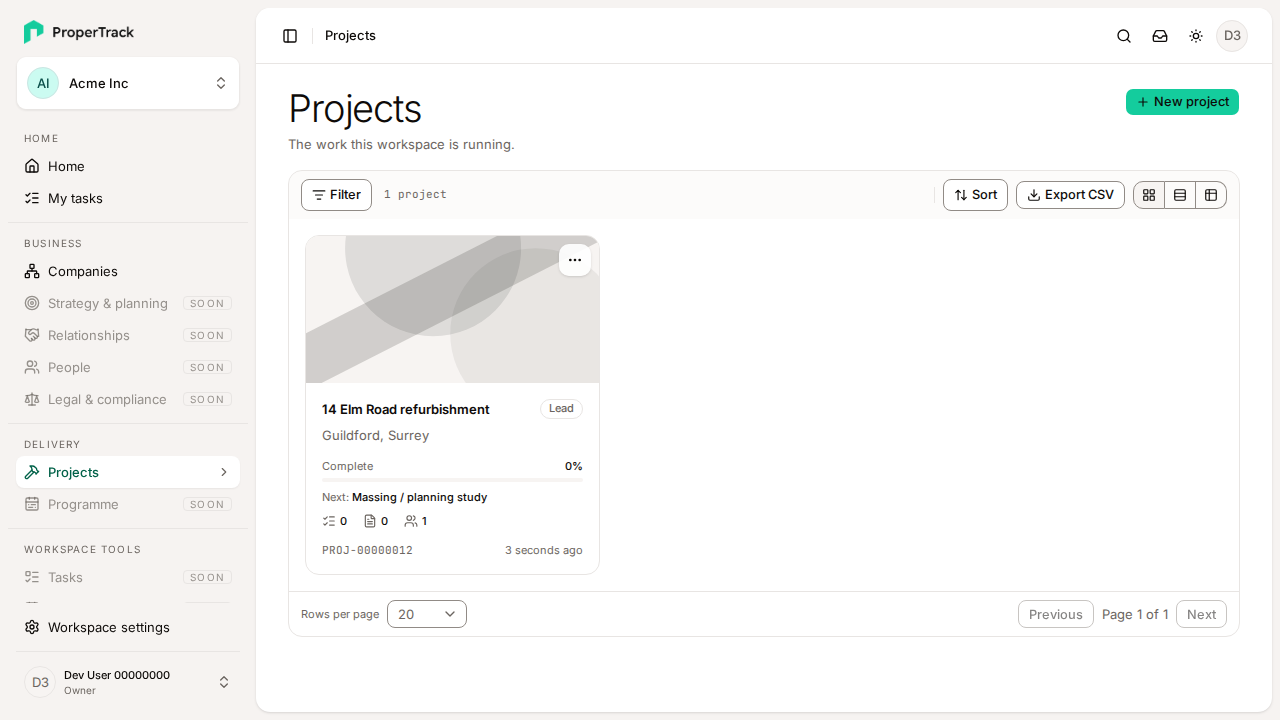 ProperTrack
AI
Acme Inc
HOME
Home
My tasks
BUSINESS
Companies
Strategy & planning SOON
Relationships SOON
People SOON
Legal & compliance SOON
DELIVERY
Projects
Programme SOON
WORKSPACE TOOLS
Tasks SOON
Workspace settings
D3
Dev User 00000000
Owner
Projects
D3
Projects
New project
The work this workspace is running.
Filter 1 project Sort Export CSV
14 Elm Road refurbishment Lead
Guildford, Surrey
Complete 0%
Next: Massing / planning study
0 0 1
PROJ-00000012 3 seconds ago
Rows per page 20 Previous Page 1 of 1 Next